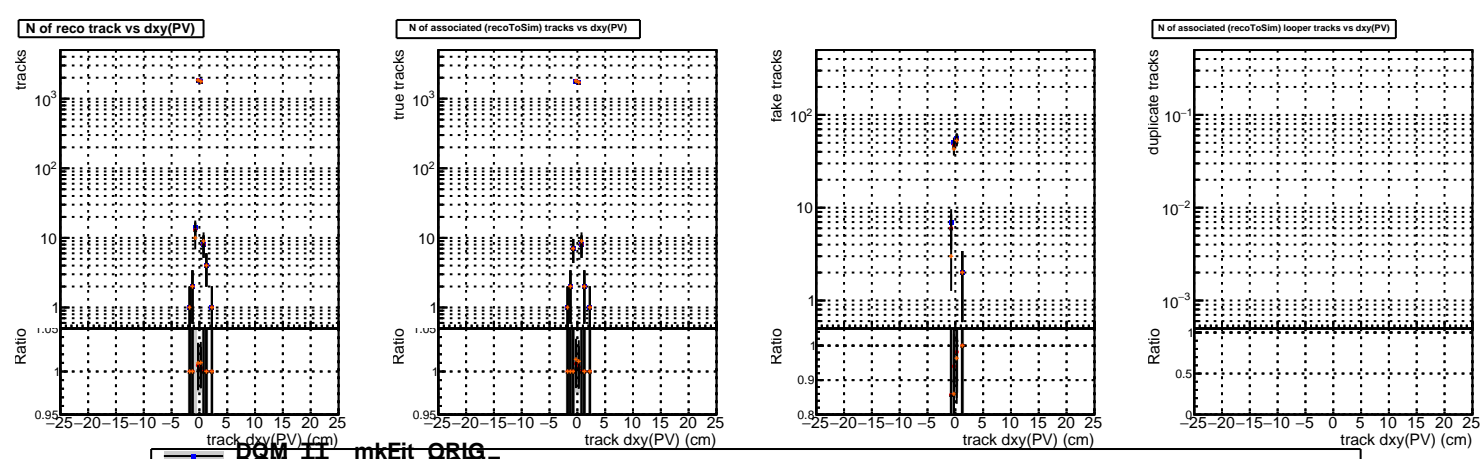 N of reco track vs dxy(PV)
tracks
10³
10²
10
1
Ratio
1.05
1
0.95
−25−20−15−10 −5 0 5 10 15 20 25
track dxy(PV) (cm)
N of associated (recoToSim) tracks vs dxy(PV)
true tracks
10³
10²
10
1
Ratio
1.05
1
0.95
−25−20−15−10 −5 0 5 10 15 20 25
track dxy(PV) (cm)
fake tracks
10²
10
1
Ratio
1
0.9
0.8
−25−20−15−10 −5 0 5 10 15 20 25
track dxy(PV) (cm)
N of associated (recoToSim) looper tracks vs dxy(PV)
duplicate tracks
10⁻¹
10⁻²
10⁻³
Ratio
1
0.5
0
−25−20−15−10 −5 0 5 10 15 20 25
track dxy(PV) (cm)
mkFit ORIG